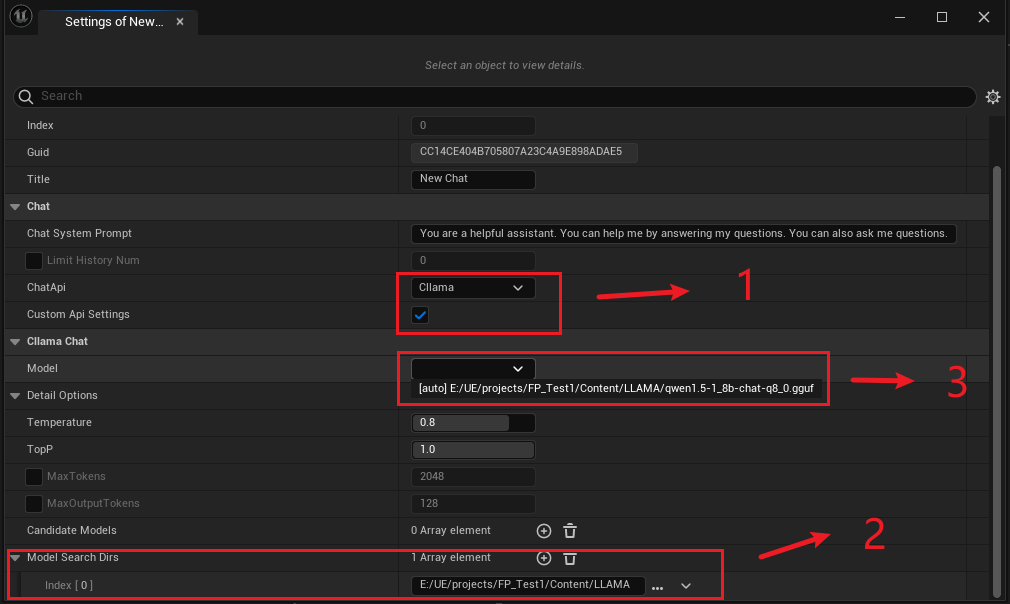 Settings of New...
Select an object to view details.
Search
Index 0
Guid CC14CE404B705807A23C4A9E898ADAE5
Title New Chat
Chat
Chat System Prompt You are a helpful assistant. You can help me by answering my questions. You can also ask me questions.
Limit History Num 0
ChatApi Cllama 1
Custom Api Settings
Cllama Chat
Model
[auto] E:/UE/projects/FP_Test1/Content/LLAMA/qwen1.5-1_8b-chat-q8_0.gguf 3
Detail Options
Temperature 0.8
TopP 1.0
MaxTokens 2048
MaxOutputTokens 128
Candidate Models 0 Array element
Model Search Dirs 1 Array element 2
Index [ 0 ] E:/UE/projects/FP_Test1/Content/LLAMA